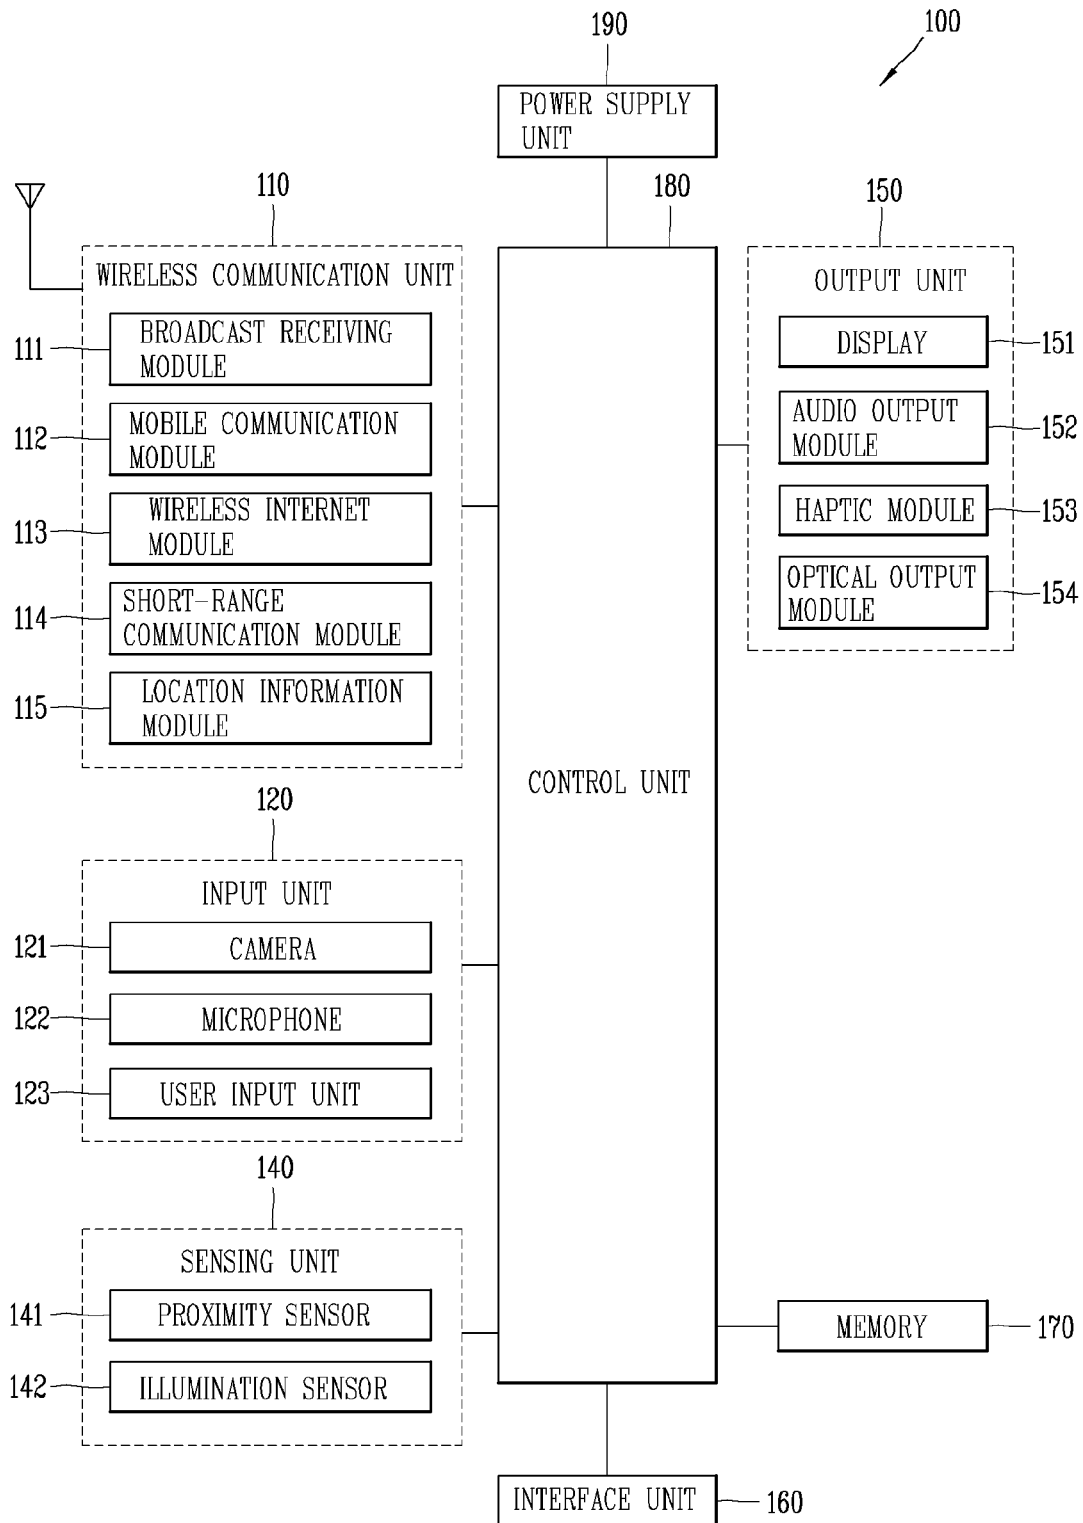 190
100
POWER SUPPLY
UNIT
110
180
150
WIRELESS COMMUNICATION UNIT
111
BROADCAST RECEIVING
MODULE
112
MOBILE COMMUNICATION
MODULE
113
WIRELESS INTERNET
MODULE
114
SHORT-RANGE
COMMUNICATION MODULE
115
LOCATION INFORMATION
MODULE
OUTPUT UNIT
DISPLAY
151
AUDIO OUTPUT
MODULE
152
HAPTIC MODULE
153
OPTICAL OUTPUT
MODULE
154
CONTROL UNIT
120
INPUT UNIT
121
CAMERA
122
MICROPHONE
123
USER INPUT UNIT
140
SENSING UNIT
141
PROXIMITY SENSOR
142
ILLUMINATION SENSOR
MEMORY
170
INTERFACE UNIT
160